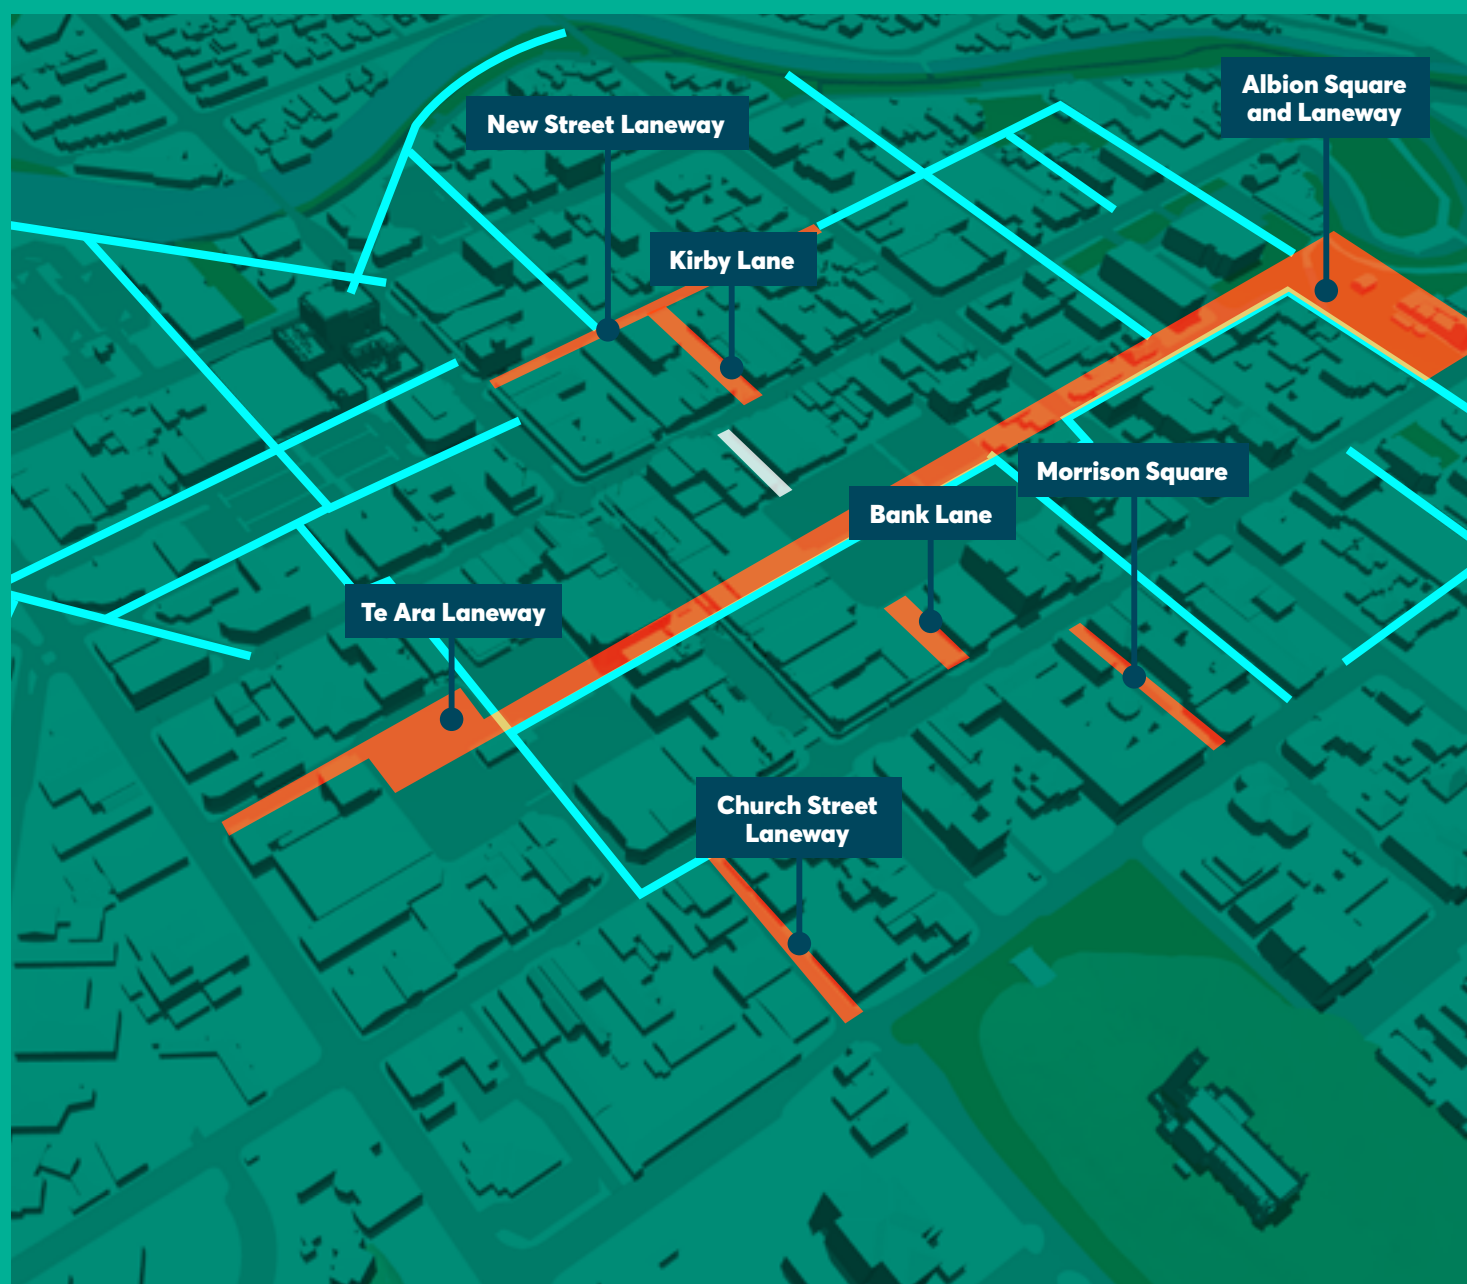 Albion Square
and Laneway
New Street Laneway
Kirby Lane
Morrison Square
Bank Lane
Te Ara Laneway
Church Street
Laneway